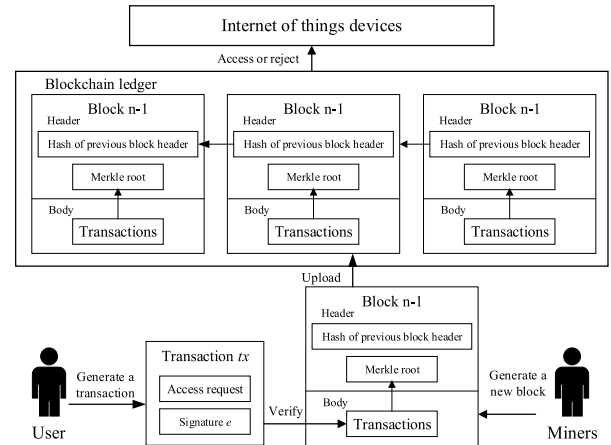 Internet of things devices
Access or reject
Blockchain ledger
Block n-1
Header
Hash of previous block header
Merkle root
Body
Transactions
Block n-1
Header
Hash of previous block header
Merkle root
Body
Transactions
Block n-1
Header
Hash of previous block header
Merkle root
Body
Transactions
Upload
Block n-1
Header
Hash of previous block header
Merkle root
Body
Transactions
User
Generate a
transaction
Transaction tx
Access request
Signature e
Verify
Generate a
new block
Miners